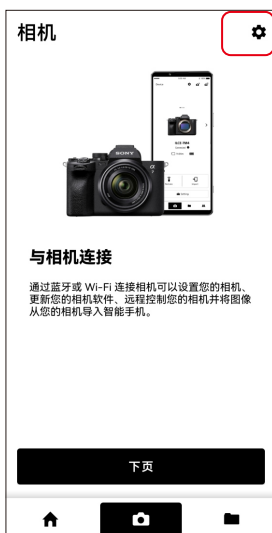 相机
SONY
与相机连接
通过蓝牙或 Wi-Fi 连接相机可以设置您的相机、
更新您的相机软件、远程控制您的相机并将图像
从您的相机导入智能手机。
下页